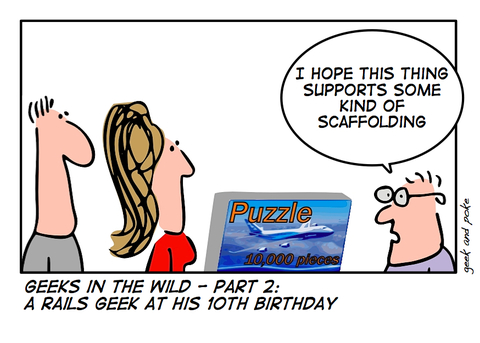 I HOPE THIS THING
SUPPORTS SOME
KIND OF
SCAFFOLDING
Puzzle
10,000 pieces
geek and poke
GEEKS IN THE WILD - PART 2:
A RAILS GEEK AT HIS 10TH BIRTHDAY